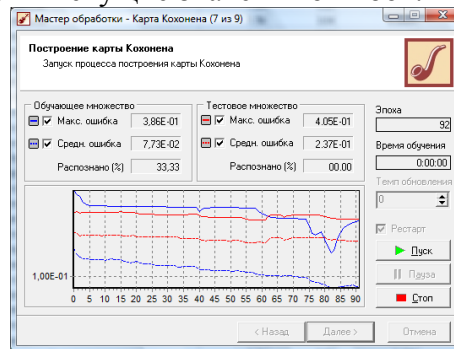 Мастер обработки - Карта Кохонена (7 из 9)
Построение карты Кохонена
Запуск процесса построения карты Кохонена
Обучающее множество
Макс. ошибка 3,86E-01
Средн. ошибка 7,73E-02
Распознано (%) 33,33
Тестовое множество
Макс. ошибка 4.05E-01
Средн. ошибка 2.37E-01
Распознано (%) 00.00
Эпоха
92
Время обучения
0:00:00
Темп обновления
0
Рестарт
Пуск
Пауза
Стоп
1,00E-01
0 5 10 15 20 25 30 35 40 45 50 55 60 65 70 75 80 85 90
< Назад Далее > Отмена